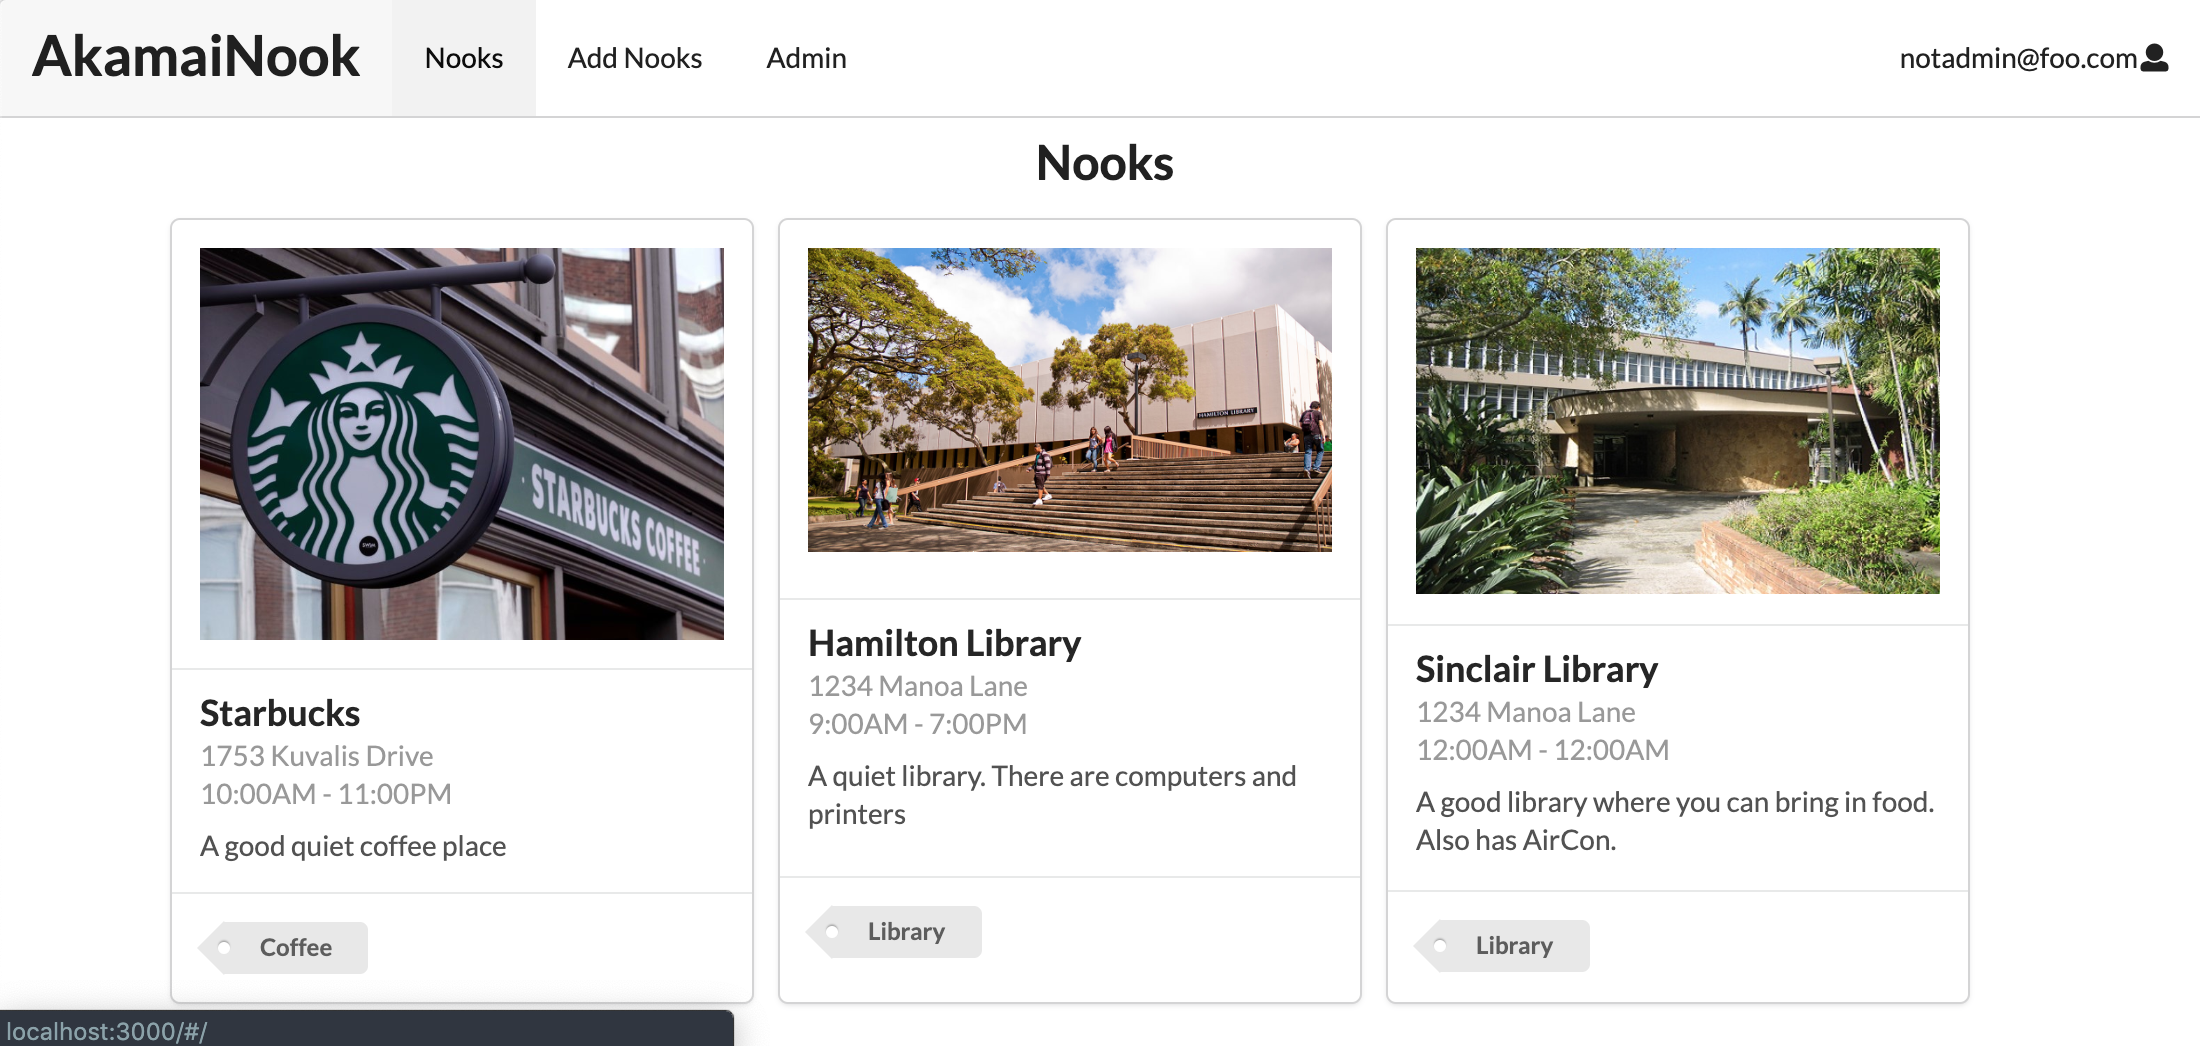 AkamaiNook
Nooks
Add Nooks
Admin
notadmin@foo.com
Nooks
STARBUCKS COFFEE
Starbucks
1753 Kuvalis Drive
10:00AM - 11:00PM
A good quiet coffee place
Coffee
HAMILTON LIBRARY
Hamilton Library
1234 Manoa Lane
9:00AM - 7:00PM
A quiet library. There are computers and
printers
Library
Sinclair Library
1234 Manoa Lane
12:00AM - 12:00AM
A good library where you can bring in food.
Also has AirCon.
Library
localhost:3000/#/